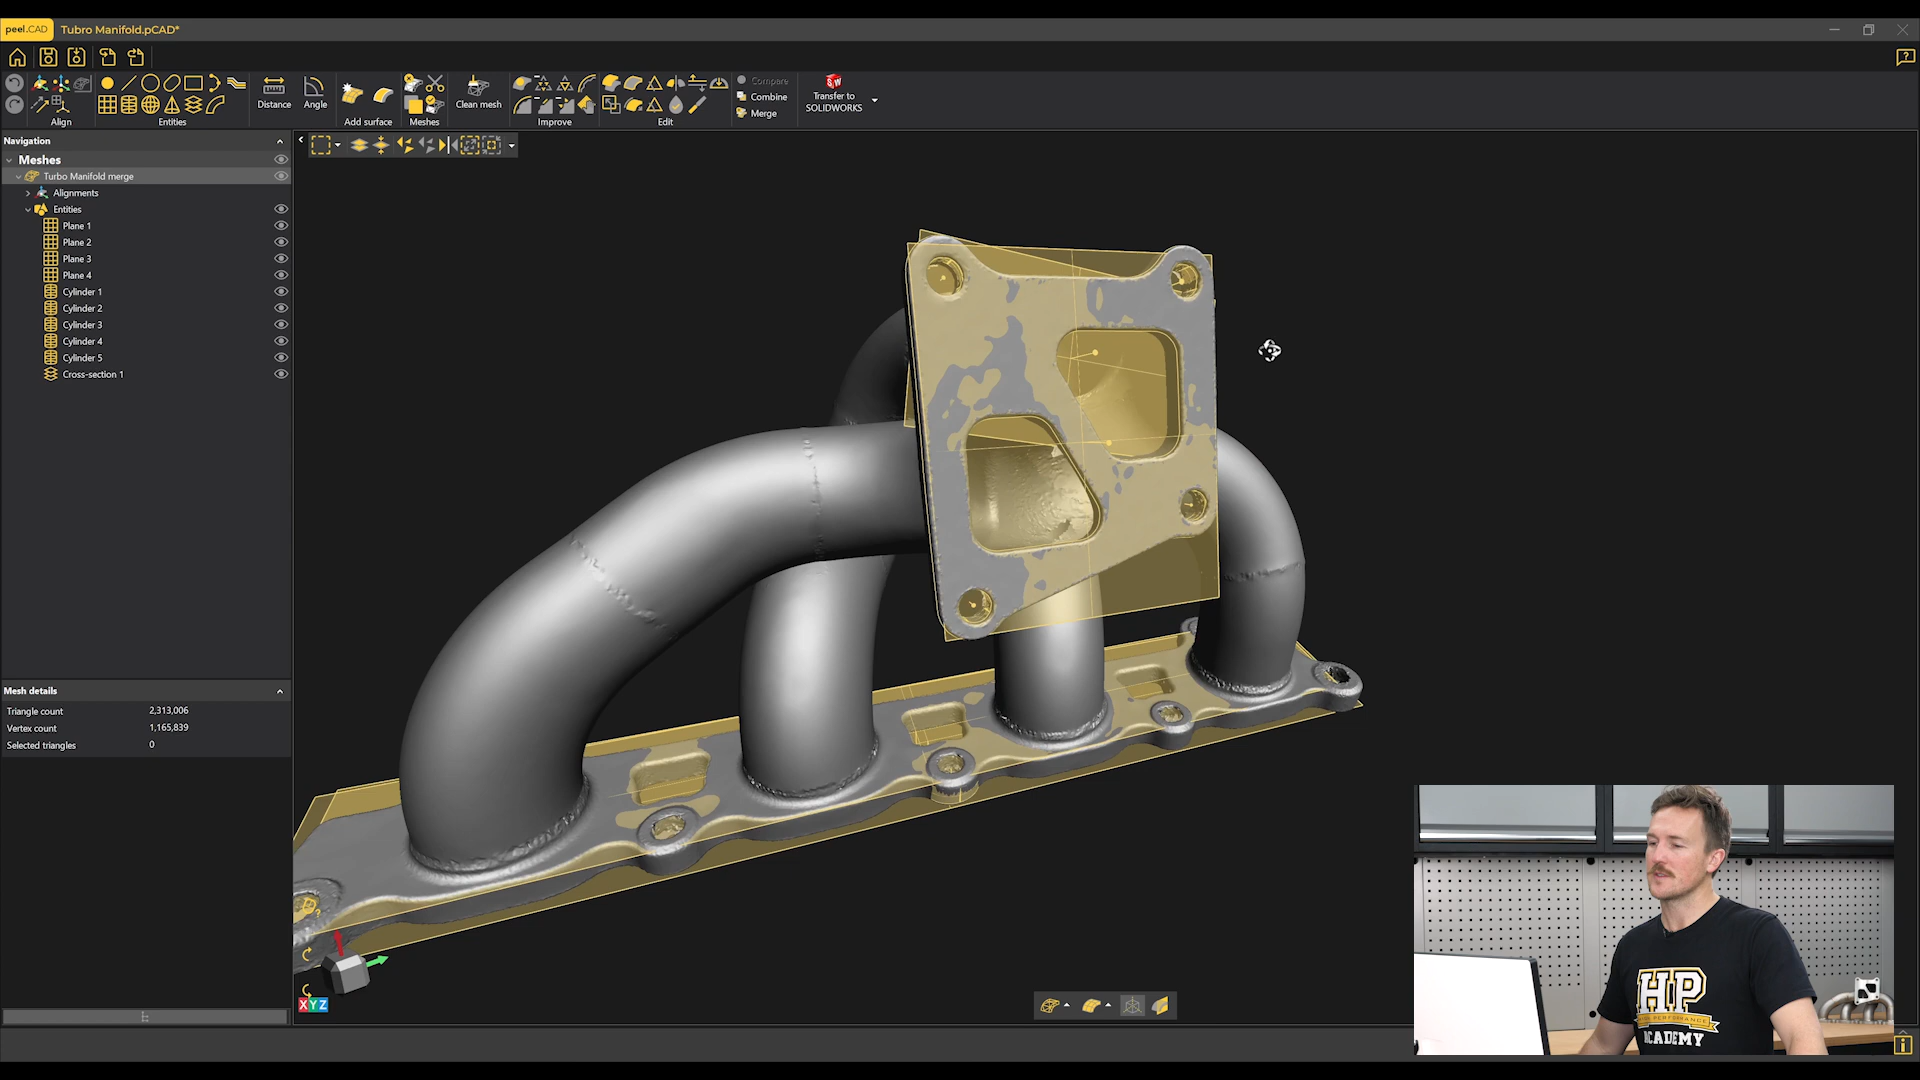 peel.CAD
Tubro Manifold.pCAD*
Align
Entities
Distance
Angle
Add surface
Meshes
Clean mesh
Improve
Edit
Compare
Combine
Merge
Transfer to
SOLIDWORKS
Navigation
Meshes
Turbo Manifold merge
Alignments
Entities
Plane 1
Plane 2
Plane 3
Plane 4
Cylinder 1
Cylinder 2
Cylinder 3
Cylinder 4
Cylinder 5
Cross-section 1
Mesh details
Triangle count 2,313,006
Vertex count 1,165,839
Selected triangles 0
XYZ
HP
ACADEMY